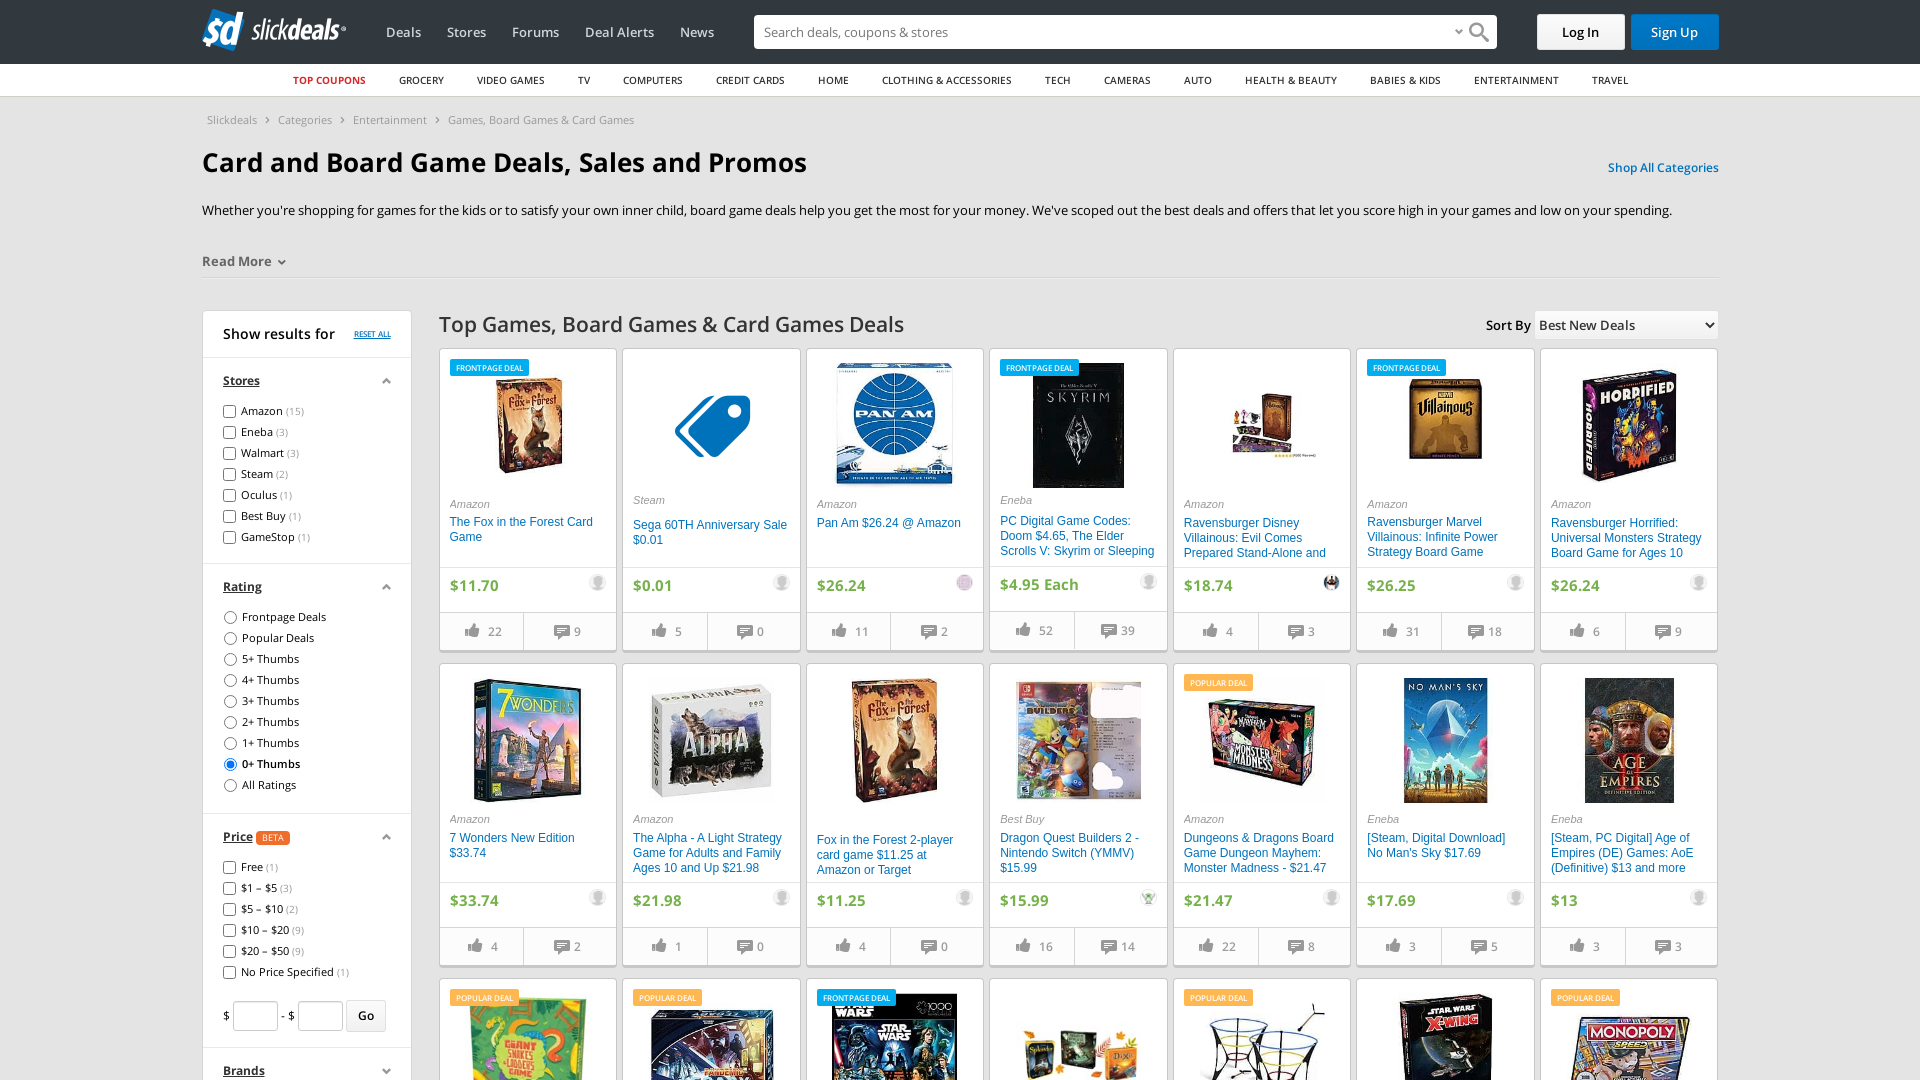 sd slickdeals
Deals
Stores
Forums
Deal Alerts
News
Search deals, coupons & stores
Log In
Sign Up
TOP COUPONS
GROCERY
VIDEO GAMES
TV
COMPUTERS
CREDIT CARDS
HOME
CLOTHING & ACCESSORIES
TECH
CAMERAS
AUTO
HEALTH & BEAUTY
BABIES & KIDS
ENTERTAINMENT
TRAVEL
Slickdeals > Categories > Entertainment > Games, Board Games & Card Games
Card and Board Game Deals, Sales and Promos
Shop All Categories
Whether you're shopping for games for the kids or to satisfy your own inner child, board game deals help you get the most for your money. We've scoped out the best deals and offers that let you score high in your games and low on your spending.
Read More
Show results for
RESET ALL
Stores
Amazon (15)
Eneba (3)
Walmart (3)
Steam (2)
Oculus (1)
Best Buy (1)
GameStop (1)
Rating
Frontpage Deals
Popular Deals
5+ Thumbs
4+ Thumbs
3+ Thumbs
2+ Thumbs
1+ Thumbs
0+ Thumbs
All Ratings
Price BETA
Free (1)
$1 – $5 (3)
$5 – $10 (2)
$10 – $20 (9)
$20 – $50 (9)
No Price Specified (1)
$ - $ Go
Brands
Top Games, Board Games & Card Games Deals
Sort By
Best New Deals
FRONTPAGE DEAL
The Fox in the Forest
Amazon
The Fox in the Forest Card
Game
$11.70
22
9
Steam
Sega 60TH Anniversary Sale
$0.01
$0.01
5
0
PAN AM
Amazon
Pan Am $26.24 @ Amazon
$26.24
11
2
FRONTPAGE DEAL
SKYRIM
Eneba
PC Digital Game Codes:
Doom $4.65, The Elder
Scrolls V: Skyrim or Sleeping
$4.95 Each
52
39
Amazon
Ravensburger Disney
Villainous: Evil Comes
Prepared Stand-Alone and
$18.74
4
3
FRONTPAGE DEAL
MARVEL
Villainous
Amazon
Ravensburger Marvel
Villainous: Infinite Power
Strategy Board Game
$26.25
31
18
HORRIFIED
HORRIFIED
Amazon
Ravensburger Horrified:
Universal Monsters Strategy
Board Game for Ages 10
$26.24
6
9
7 WONDERS
Amazon
7 Wonders New Edition
$33.74
$33.74
4
2
ALPHA
ALPHA
Amazon
The Alpha - A Light Strategy
Game for Adults and Family
Ages 10 and Up $21.98
$21.98
1
0
The Fox in the Forest
Fox in the Forest 2-player
card game $11.25 at
Amazon or Target
$11.25
4
0
BUILDERS
Best Buy
Dragon Quest Builders 2 -
Nintendo Switch (YMMV)
$15.99
$15.99
16
14
POPULAR DEAL
MAYHEM
MONSTER
MADNESS
Amazon
Dungeons & Dragons Board
Game Dungeon Mayhem:
Monster Madness - $21.47
$21.47
22
8
NO MAN'S SKY
Eneba
[Steam, Digital Download]
No Man's Sky $17.69
$17.69
3
5
AGE
OF
EMPIRES
DEFINITIVE EDITION
Eneba
[Steam, PC Digital] Age of
Empires (DE) Games: AoE
(Definitive) $13 and more
$13
3
3
POPULAR DEAL
GIANT
SNAKES
LADDERS
GAME
POPULAR DEAL
PANDEMIC
FRONTPAGE DEAL
1000
STAR
WARS
POPULAR DEAL
STAR WARS
X-WING
POPULAR DEAL
MONOPOLY
SPEED